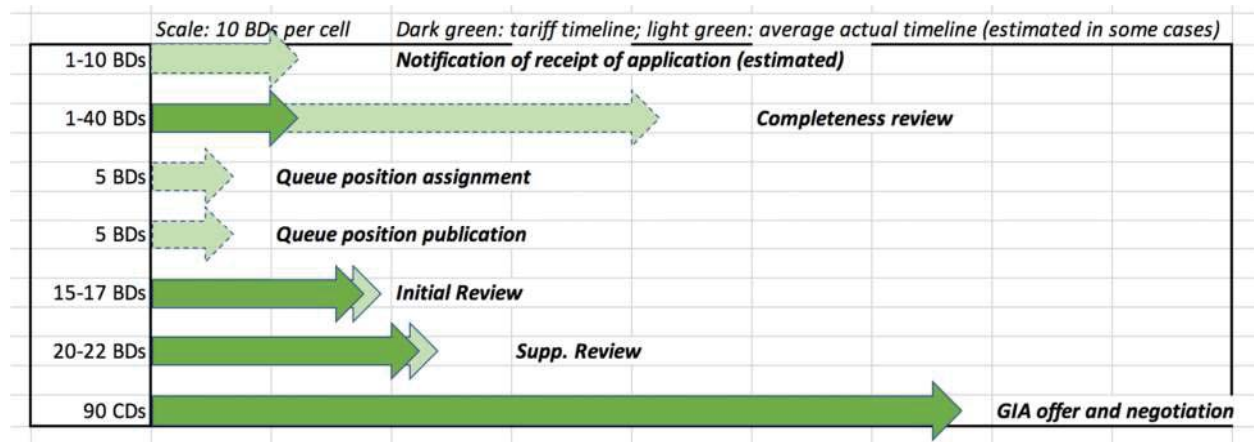 Scale: 10 BDs per cell Dark green: tariff timeline; light green: average actual timeline (estimated in some cases)
1-10 BDs Notification of receipt of application (estimated)
1-40 BDs Completeness review
5 BDs Queue position assignment
5 BDs Queue position publication
15-17 BDs Initial Review
20-22 BDs Supp. Review
90 CDs GIA offer and negotiation